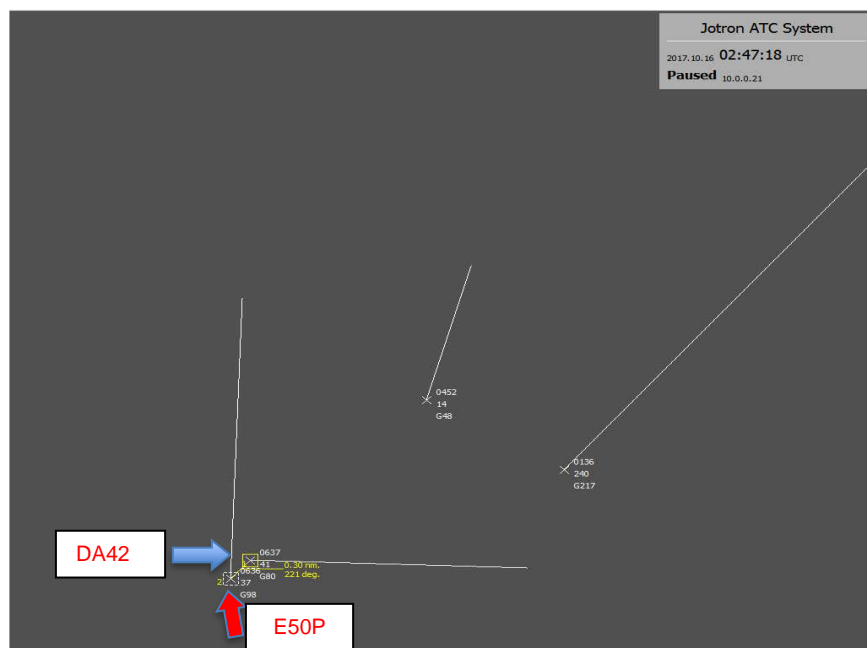 Jotron ATC System
2017.10.16 02:47:18 UTC
Paused 10.0.0.21
0452
14
G48
0136
240
G217
DA42
0637
41
G80
0.30 nm.
221 deg.
0636
2 37
G98
E50P